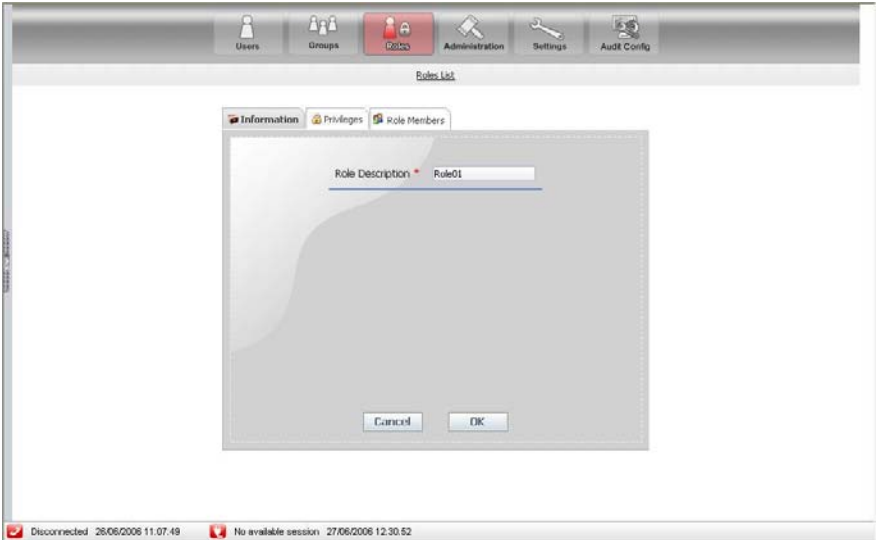 Users Groups Roles Administration Settings Audit Config
Roles List
Information Privileges Role Members
Role Description * Role01
Cancel OK
Disconnected 26/06/2006 11.07.49 No available session 27/06/2006 12.30.52